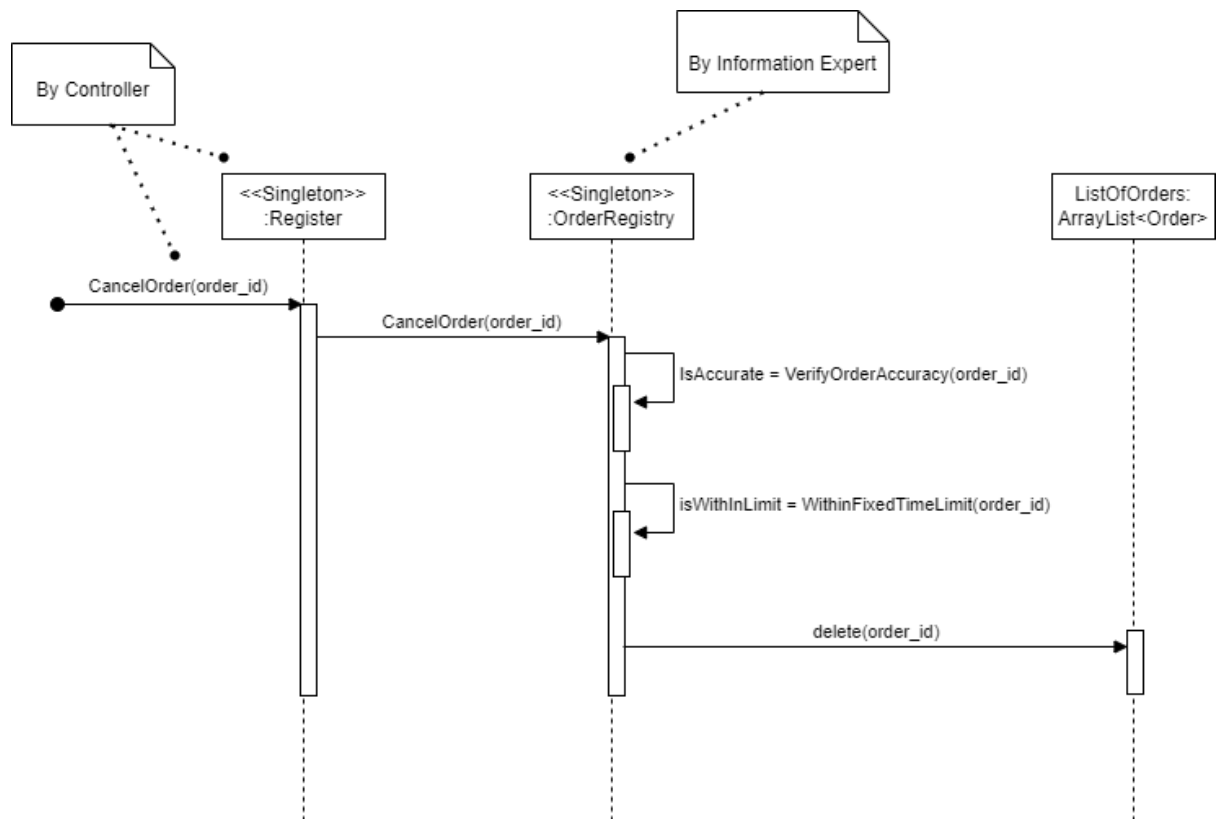 By Controller
By Information Expert
<<Singleton>>
:Register
<<Singleton>>
:OrderRegistry
ListOfOrders:
ArrayList<Order>
CancelOrder(order_id)
CancelOrder(order_id)
IsAccurate = VerifyOrderAccuracy(order_id)
isWithInLimit = WithinFixedTimeLimit(order_id)
delete(order_id)